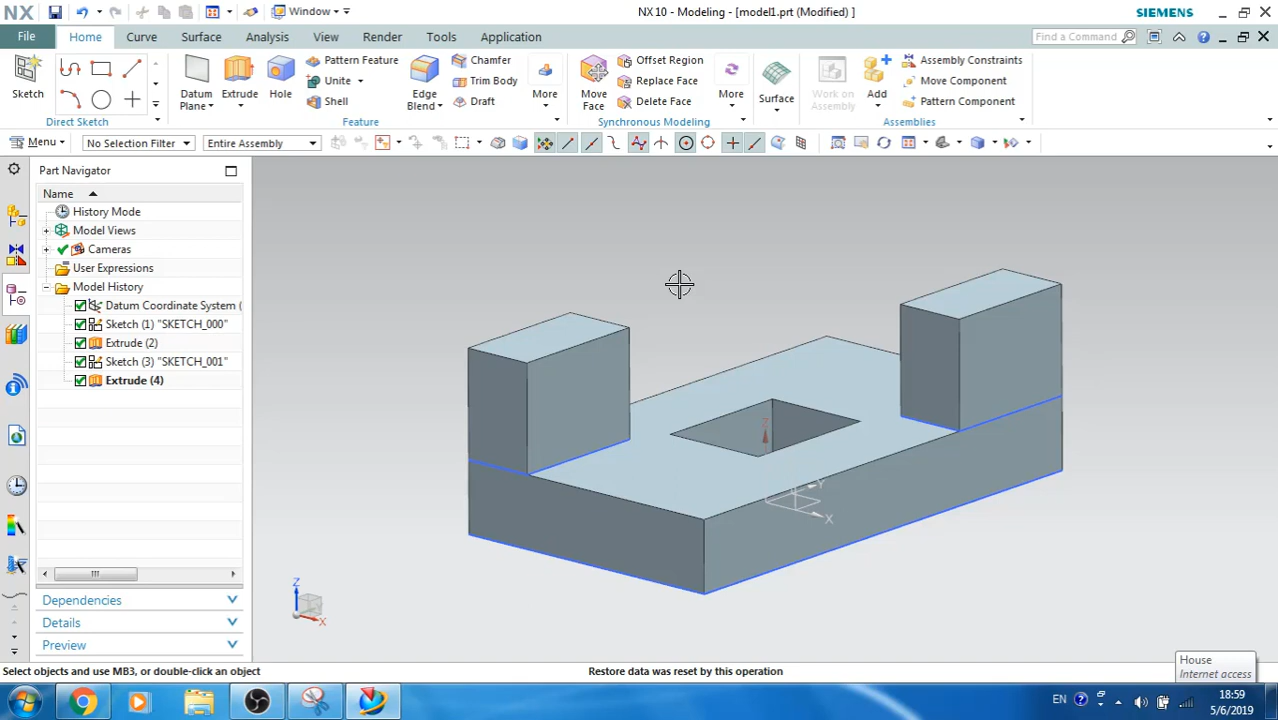 NX
Window
NX 10 - Modeling - [model1.prt (Modified) ]
SIEMENS
File
Home
Curve
Surface
Analysis
View
Render
Tools
Application
Find a Command
Sketch
Direct Sketch
Datum
Plane
Extrude
Hole
Pattern Feature
Unite
Shell
Edge
Blend
Chamfer
Trim Body
Draft
More
Feature
Move
Face
Offset Region
Replace Face
Delete Face
More
Synchronous Modeling
Surface
Work on
Assembly
Add
Assembly Constraints
Move Component
Pattern Component
Assemblies
Menu
No Selection Filter
Entire Assembly
Part Navigator
Name
History Mode
Model Views
Cameras
User Expressions
Model History
Datum Coordinate System (
Sketch (1) "SKETCH_000"
Extrude (2)
Sketch (3) "SKETCH_001"
Extrude (4)
Dependencies
Details
Preview
Z
Y
X
Z
X
Select objects and use MB3, or double-click an object
Restore data was reset by this operation
House
Internet access
EN
18:59
5/6/2019